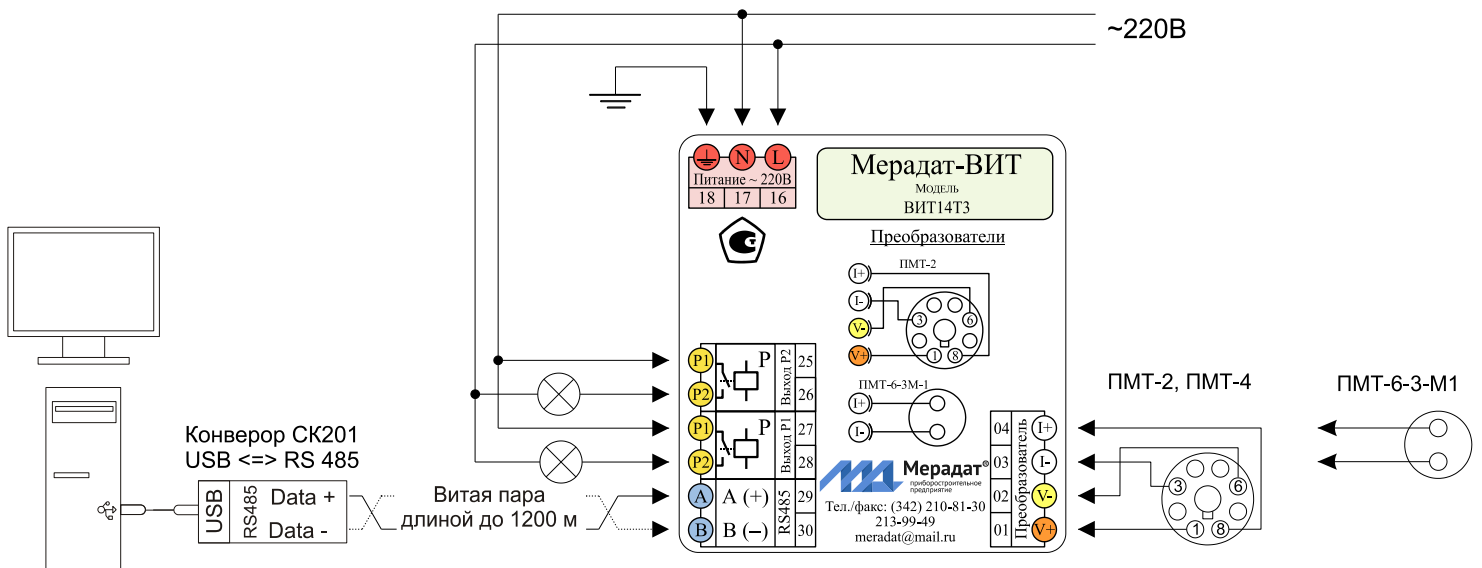 ~220В
N
L
Питание ~ 220В
18 17 16
Мерадат-ВИТ
Модель
ВИТ14Т3
Преобразователи
ПМТ-2
I+
I-
V-
V+
3
6
1
8
ПМТ-6-3М-1
I+
I-
P1
P2
P
Выход P2
25
26
P1
P2
P
Выход P1
27
28
A
A (+)
B
B (–)
RS485
29
30
Мерадат®
приборостроительное
предприятие
Тел./факс: (342) 210-81-30
213-99-49
meradat@mail.ru
04
03
02
01
Преобразователь
I+
I-
V-
V+
ПМТ-2, ПМТ-4
3
6
1
8
ПМТ-6-3-М1
Конверор СК201
USB <=> RS 485
USB
RS485
Data +
Data -
Витая пара
длиной до 1200 м